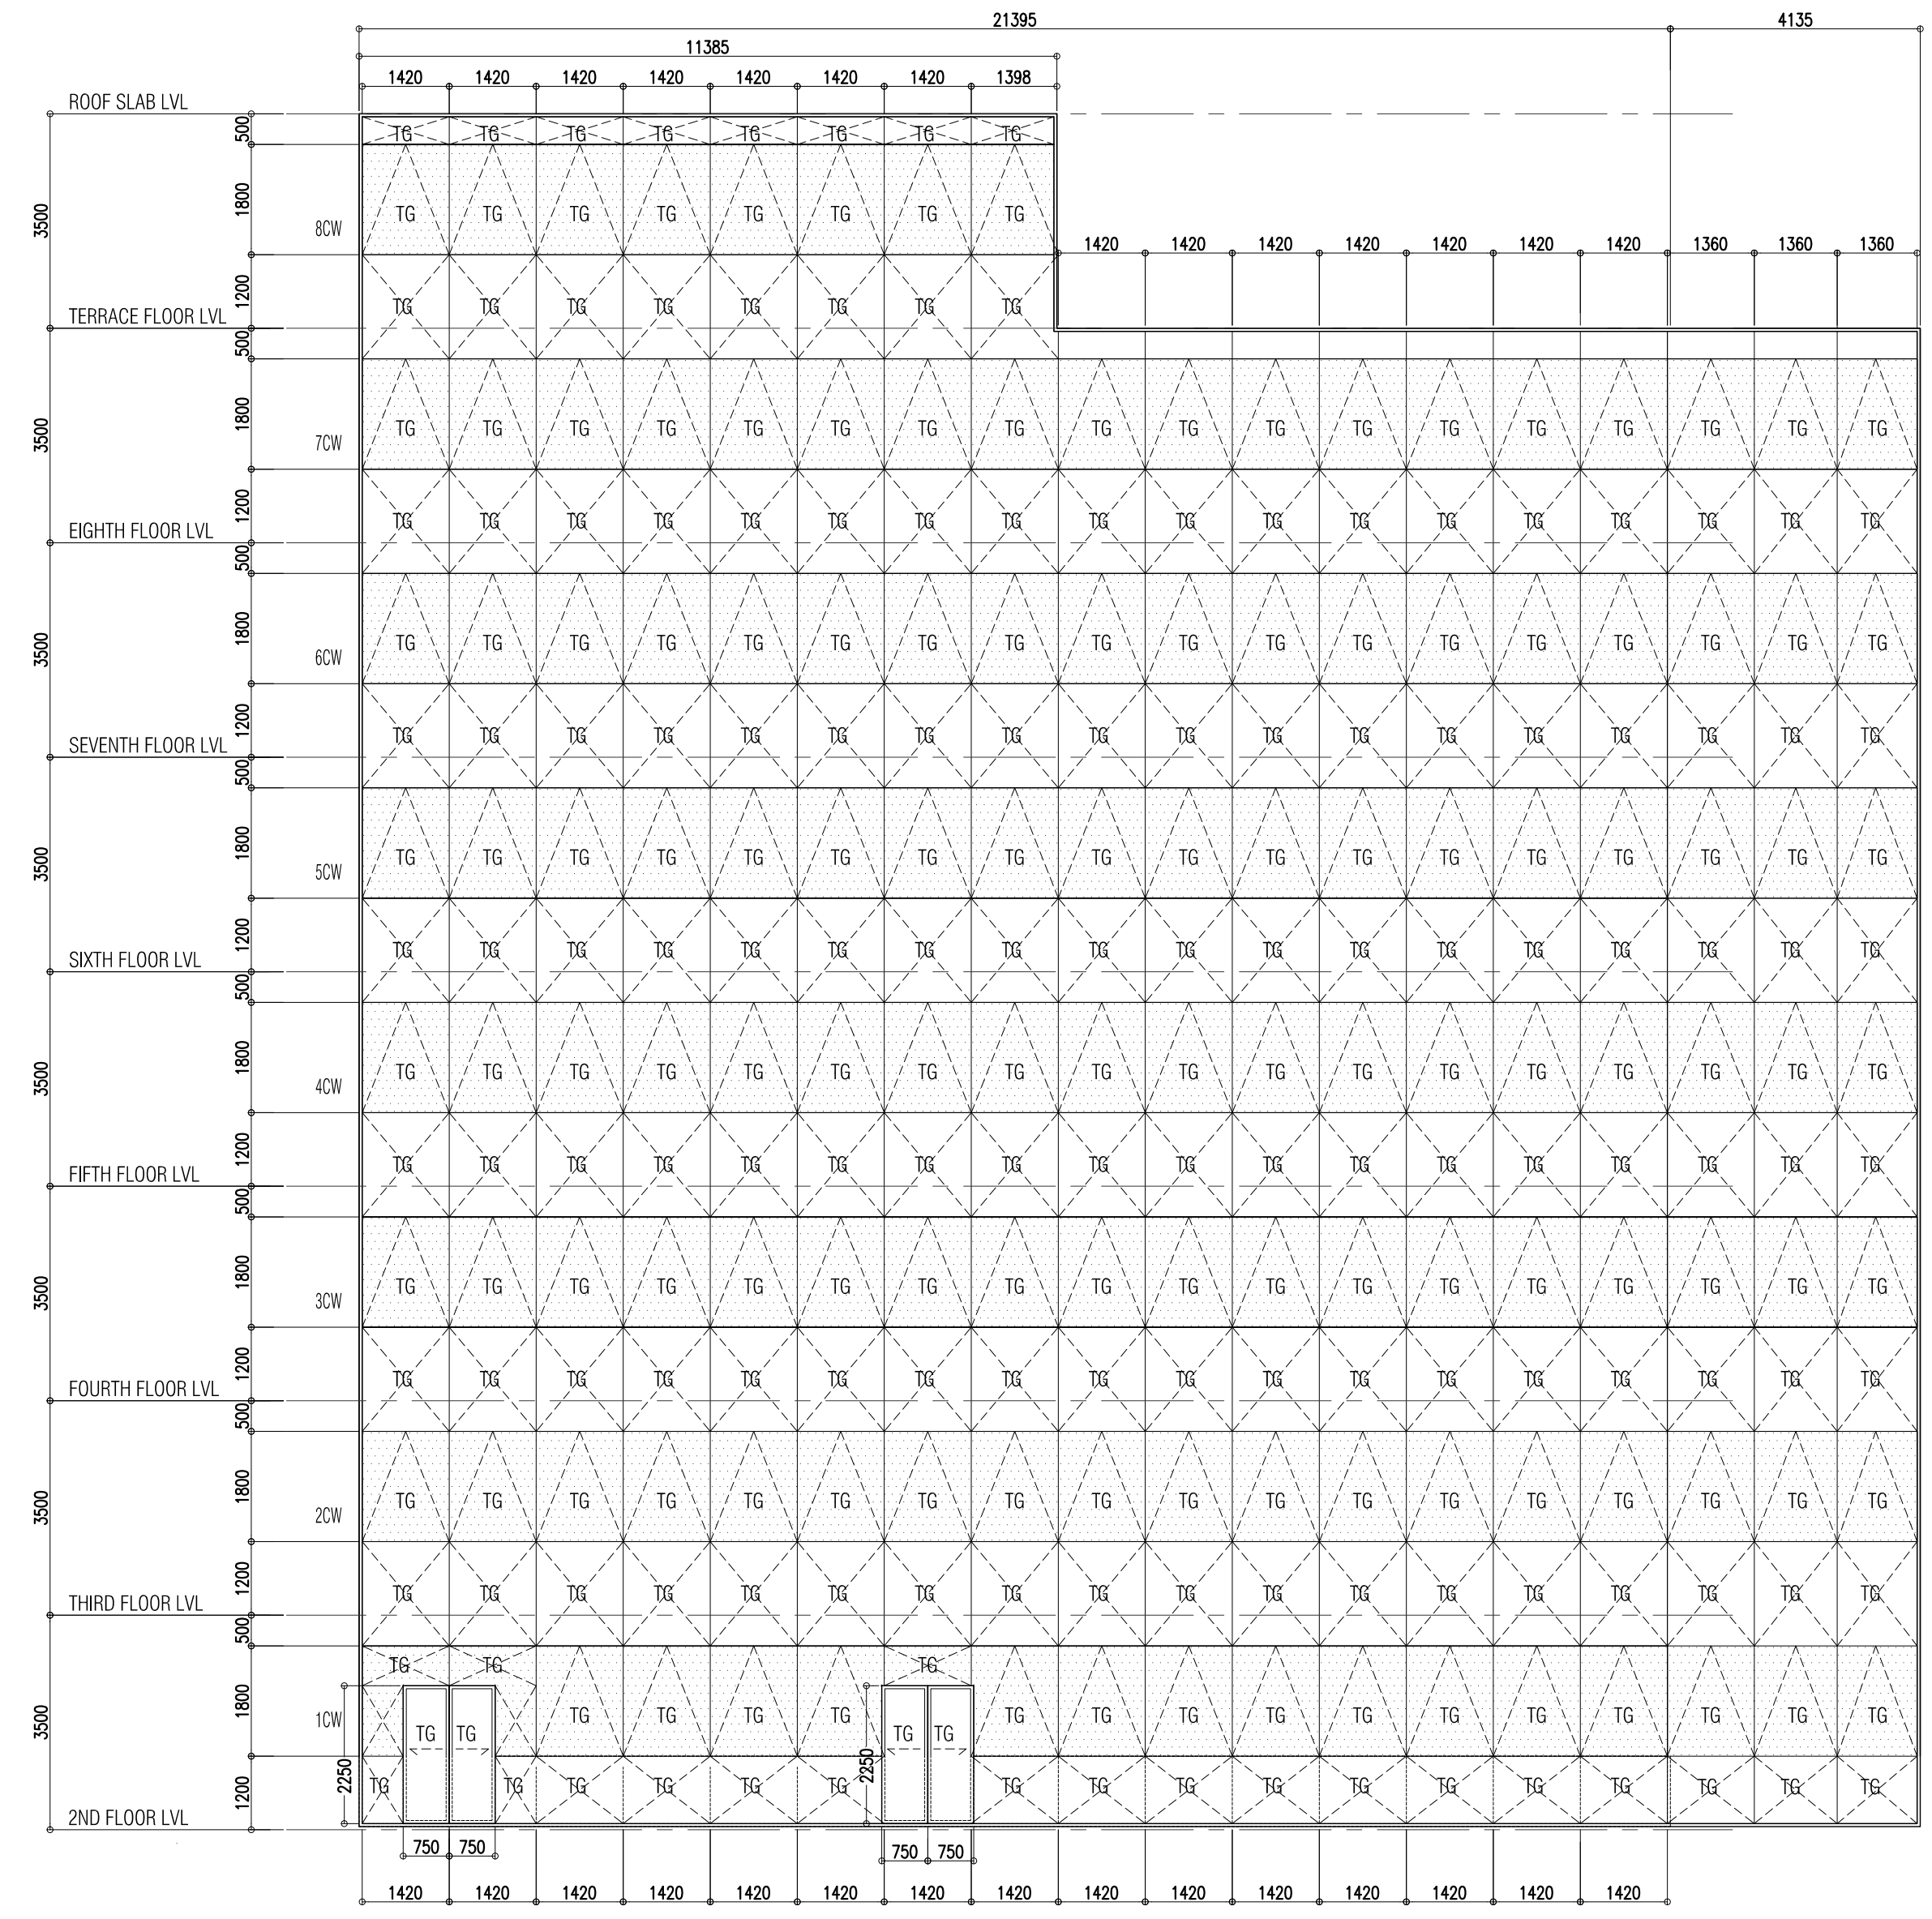 21395 4135
11385
1420 1420 1420 1420 1420 1420 1420 1398
ROOF SLAB LVL
500
TG TG TG TG TG TG TG TG
3500
1800
8CW
TG TG TG TG TG TG TG TG
1420 1420 1420 1420 1420 1420 1420 1360 1360 1360
1200
TG TG TG TG TG TG TG TG
TERRACE FLOOR LVL
500
3500
1800
7CW
TG TG TG TG TG TG TG TG TG TG TG TG TG TG TG TG TG TG
1200
TG TG TG TG TG TG TG TG TG TG TG TG TG TG TG TG TG TG
EIGHTH FLOOR LVL
500
3500
1800
6CW
TG TG TG TG TG TG TG TG TG TG TG TG TG TG TG TG TG TG
1200
TG TG TG TG TG TG TG TG TG TG TG TG TG TG TG TG TG TG
SEVENTH FLOOR LVL
500
3500
1800
5CW
TG TG TG TG TG TG TG TG TG TG TG TG TG TG TG TG TG TG
1200
TG TG TG TG TG TG TG TG TG TG TG TG TG TG TG TG TG TG
SIXTH FLOOR LVL
500
3500
1800
4CW
TG TG TG TG TG TG TG TG TG TG TG TG TG TG TG TG TG TG
1200
TG TG TG TG TG TG TG TG TG TG TG TG TG TG TG TG TG TG
FIFTH FLOOR LVL
500
3500
1800
3CW
TG TG TG TG TG TG TG TG TG TG TG TG TG TG TG TG TG TG
1200
TG TG TG TG TG TG TG TG TG TG TG TG TG TG TG TG TG TG
FOURTH FLOOR LVL
500
3500
1800
2CW
TG TG TG TG TG TG TG TG TG TG TG TG TG TG TG TG TG TG
1200
TG TG TG TG TG TG TG TG TG TG TG TG TG TG TG TG TG TG
THIRD FLOOR LVL
500
TG TG TG
3500
1800
1CW
TG TG TG TG TG TG TG TG TG TG TG TG TG TG TG TG TG TG TG
2250 2250
1200
TG TG TG TG TG TG TG TG TG TG TG TG TG TG TG TG TG
2ND FLOOR LVL
750 750 750 750
1420 1420 1420 1420 1420 1420 1420 1420 1420 1420 1420 1420 1420 1420 1420